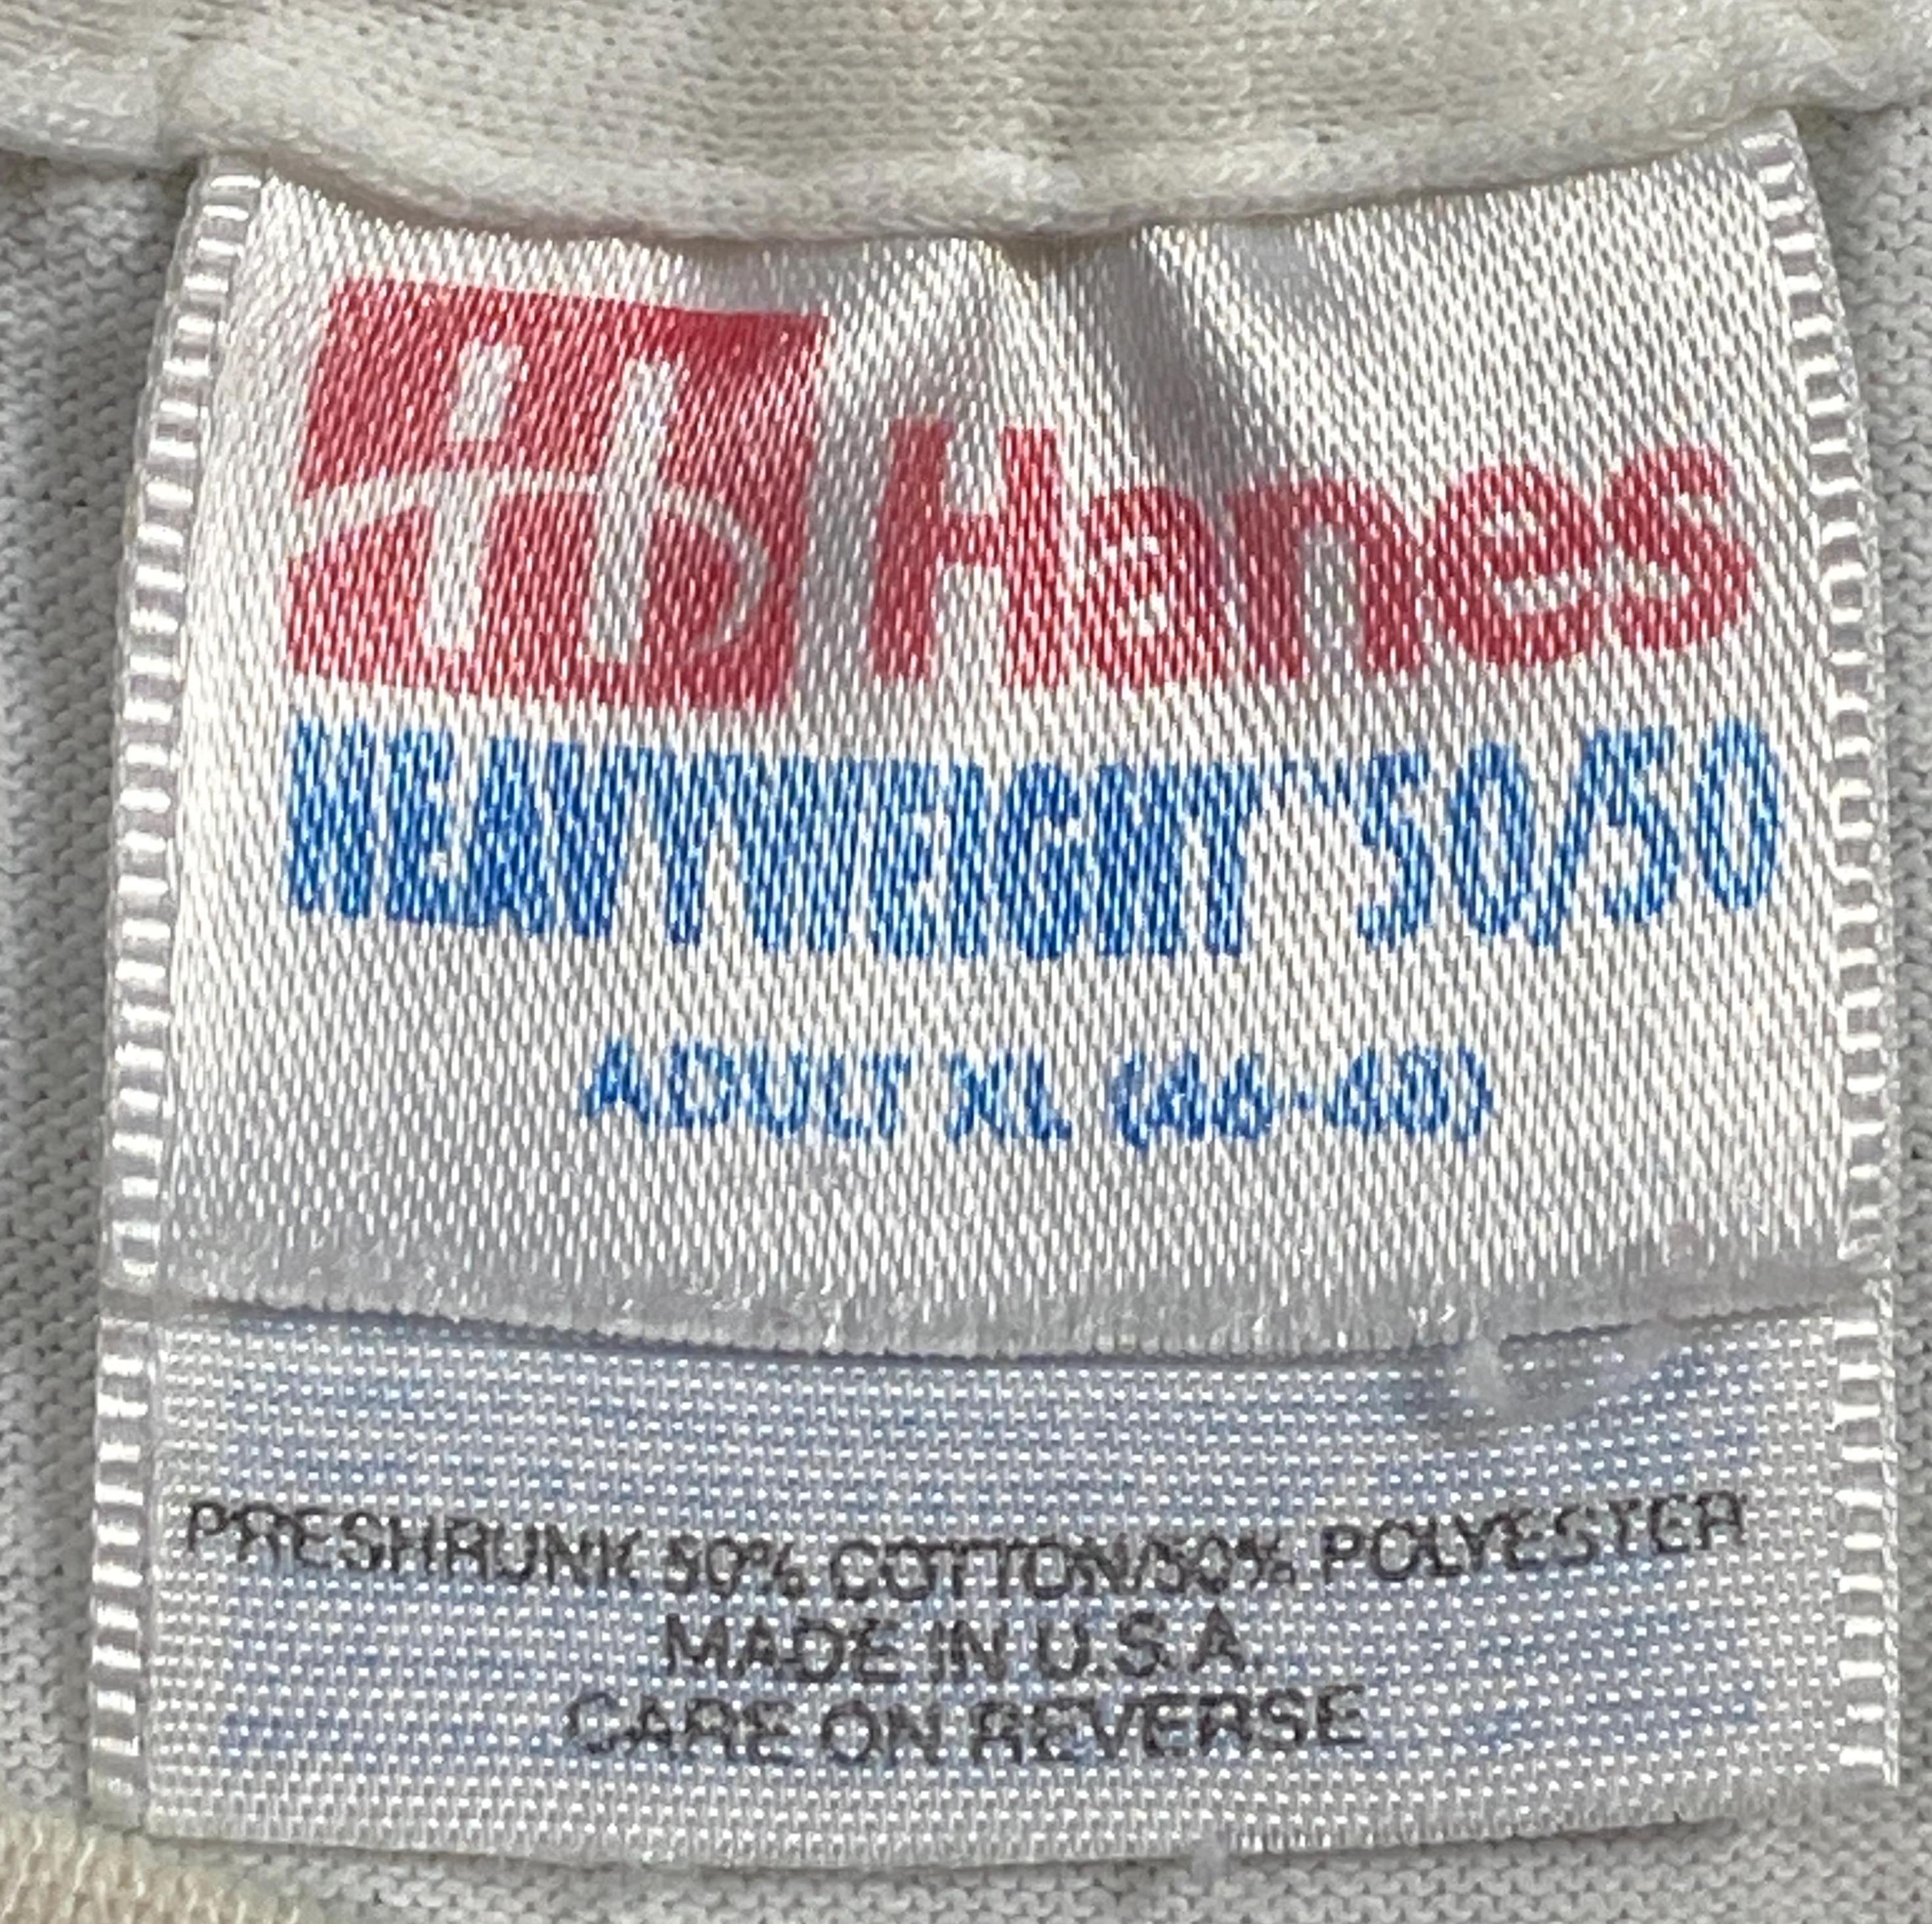 H Hanes
HEAVYWEIGHT 50/50
ADULT XL (46-48)
PRESHRUNK 50% COTTON/50% POLYESTER
MADE IN U.S.A.
CARE ON REVERSE